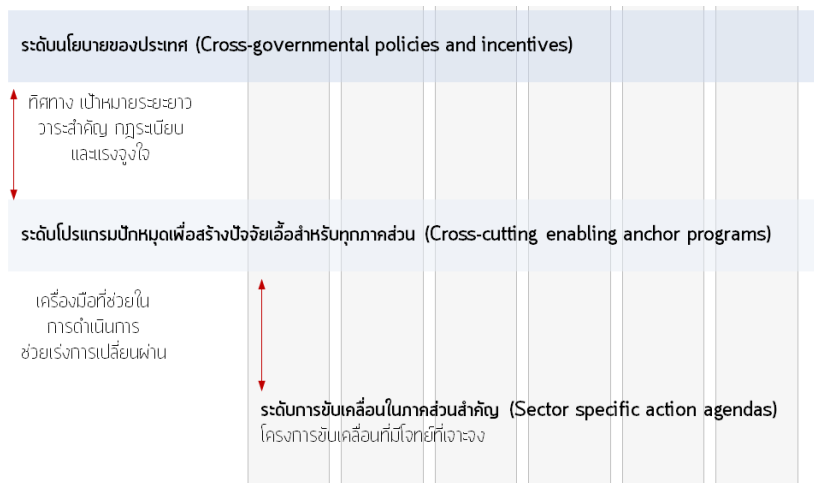 ระดับนโยบายของประเทศ (Cross-governmental policies and incentives)
ทิศทาง เป้าหมายระยะยาว
วาระสำคัญ กฎระเบียบ
และแรงจูงใจ
ระดับโปรแกรมปักหมุดเพื่อสร้างปัจจัยเอื้อสำหรับทุกภาคส่วน (Cross-cutting enabling anchor programs)
เครื่องมือที่ช่วยใน
การดำเนินการ
ช่วยเร่งการเปลี่ยนผ่าน
ระดับการขับเคลื่อนในภาคส่วนสำคัญ (Sector specific action agendas)
โครงการขับเคลื่อนที่มีโจทย์ที่เจาะจง